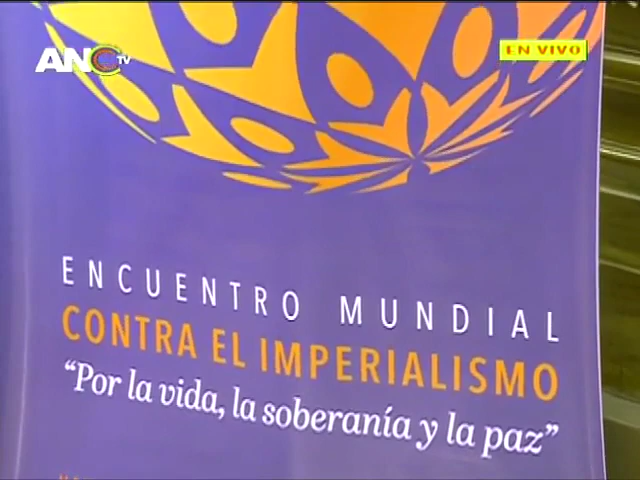 ANC TV
EN VIVO
ENCUENTRO MUNDIAL
CONTRA EL IMPERIALISMO
“Por la vida, la soberanía y la paz”